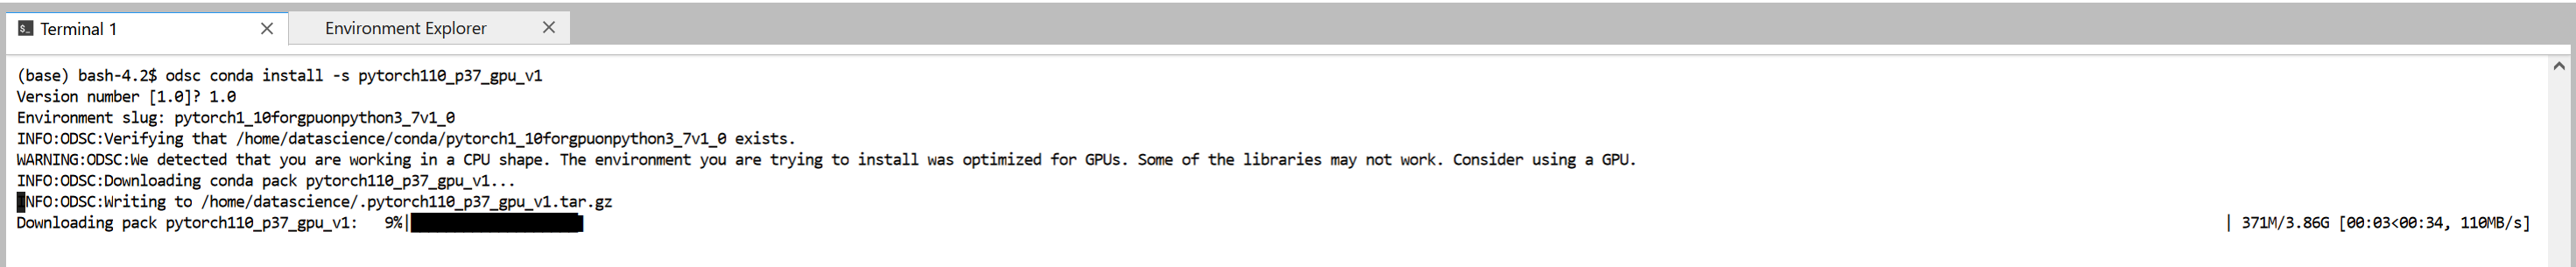 Terminal 1
Environment Explorer
(base) bash-4.2$ odsc conda install -s pytorch110_p37_gpu_v1
Version number [1.0]? 1.0
Environment slug: pytorch1_10forgpuonpython3_7v1_0
INFO:ODSC:Verifying that /home/datascience/conda/pytorch1_10forgpuonpython3_7v1_0 exists.
WARNING:ODSC:We detected that you are working in a CPU shape. The environment you are trying to install was optimized for GPUs. Some of the libraries may not work. Consider using a GPU.
INFO:ODSC:Downloading conda pack pytorch110_p37_gpu_v1...
INFO:ODSC:Writing to /home/datascience/.pytorch110_p37_gpu_v1.tar.gz
Downloading pack pytorch110_p37_gpu_v1:   9%| | 371M/3.86G [00:03<00:34, 110MB/s]